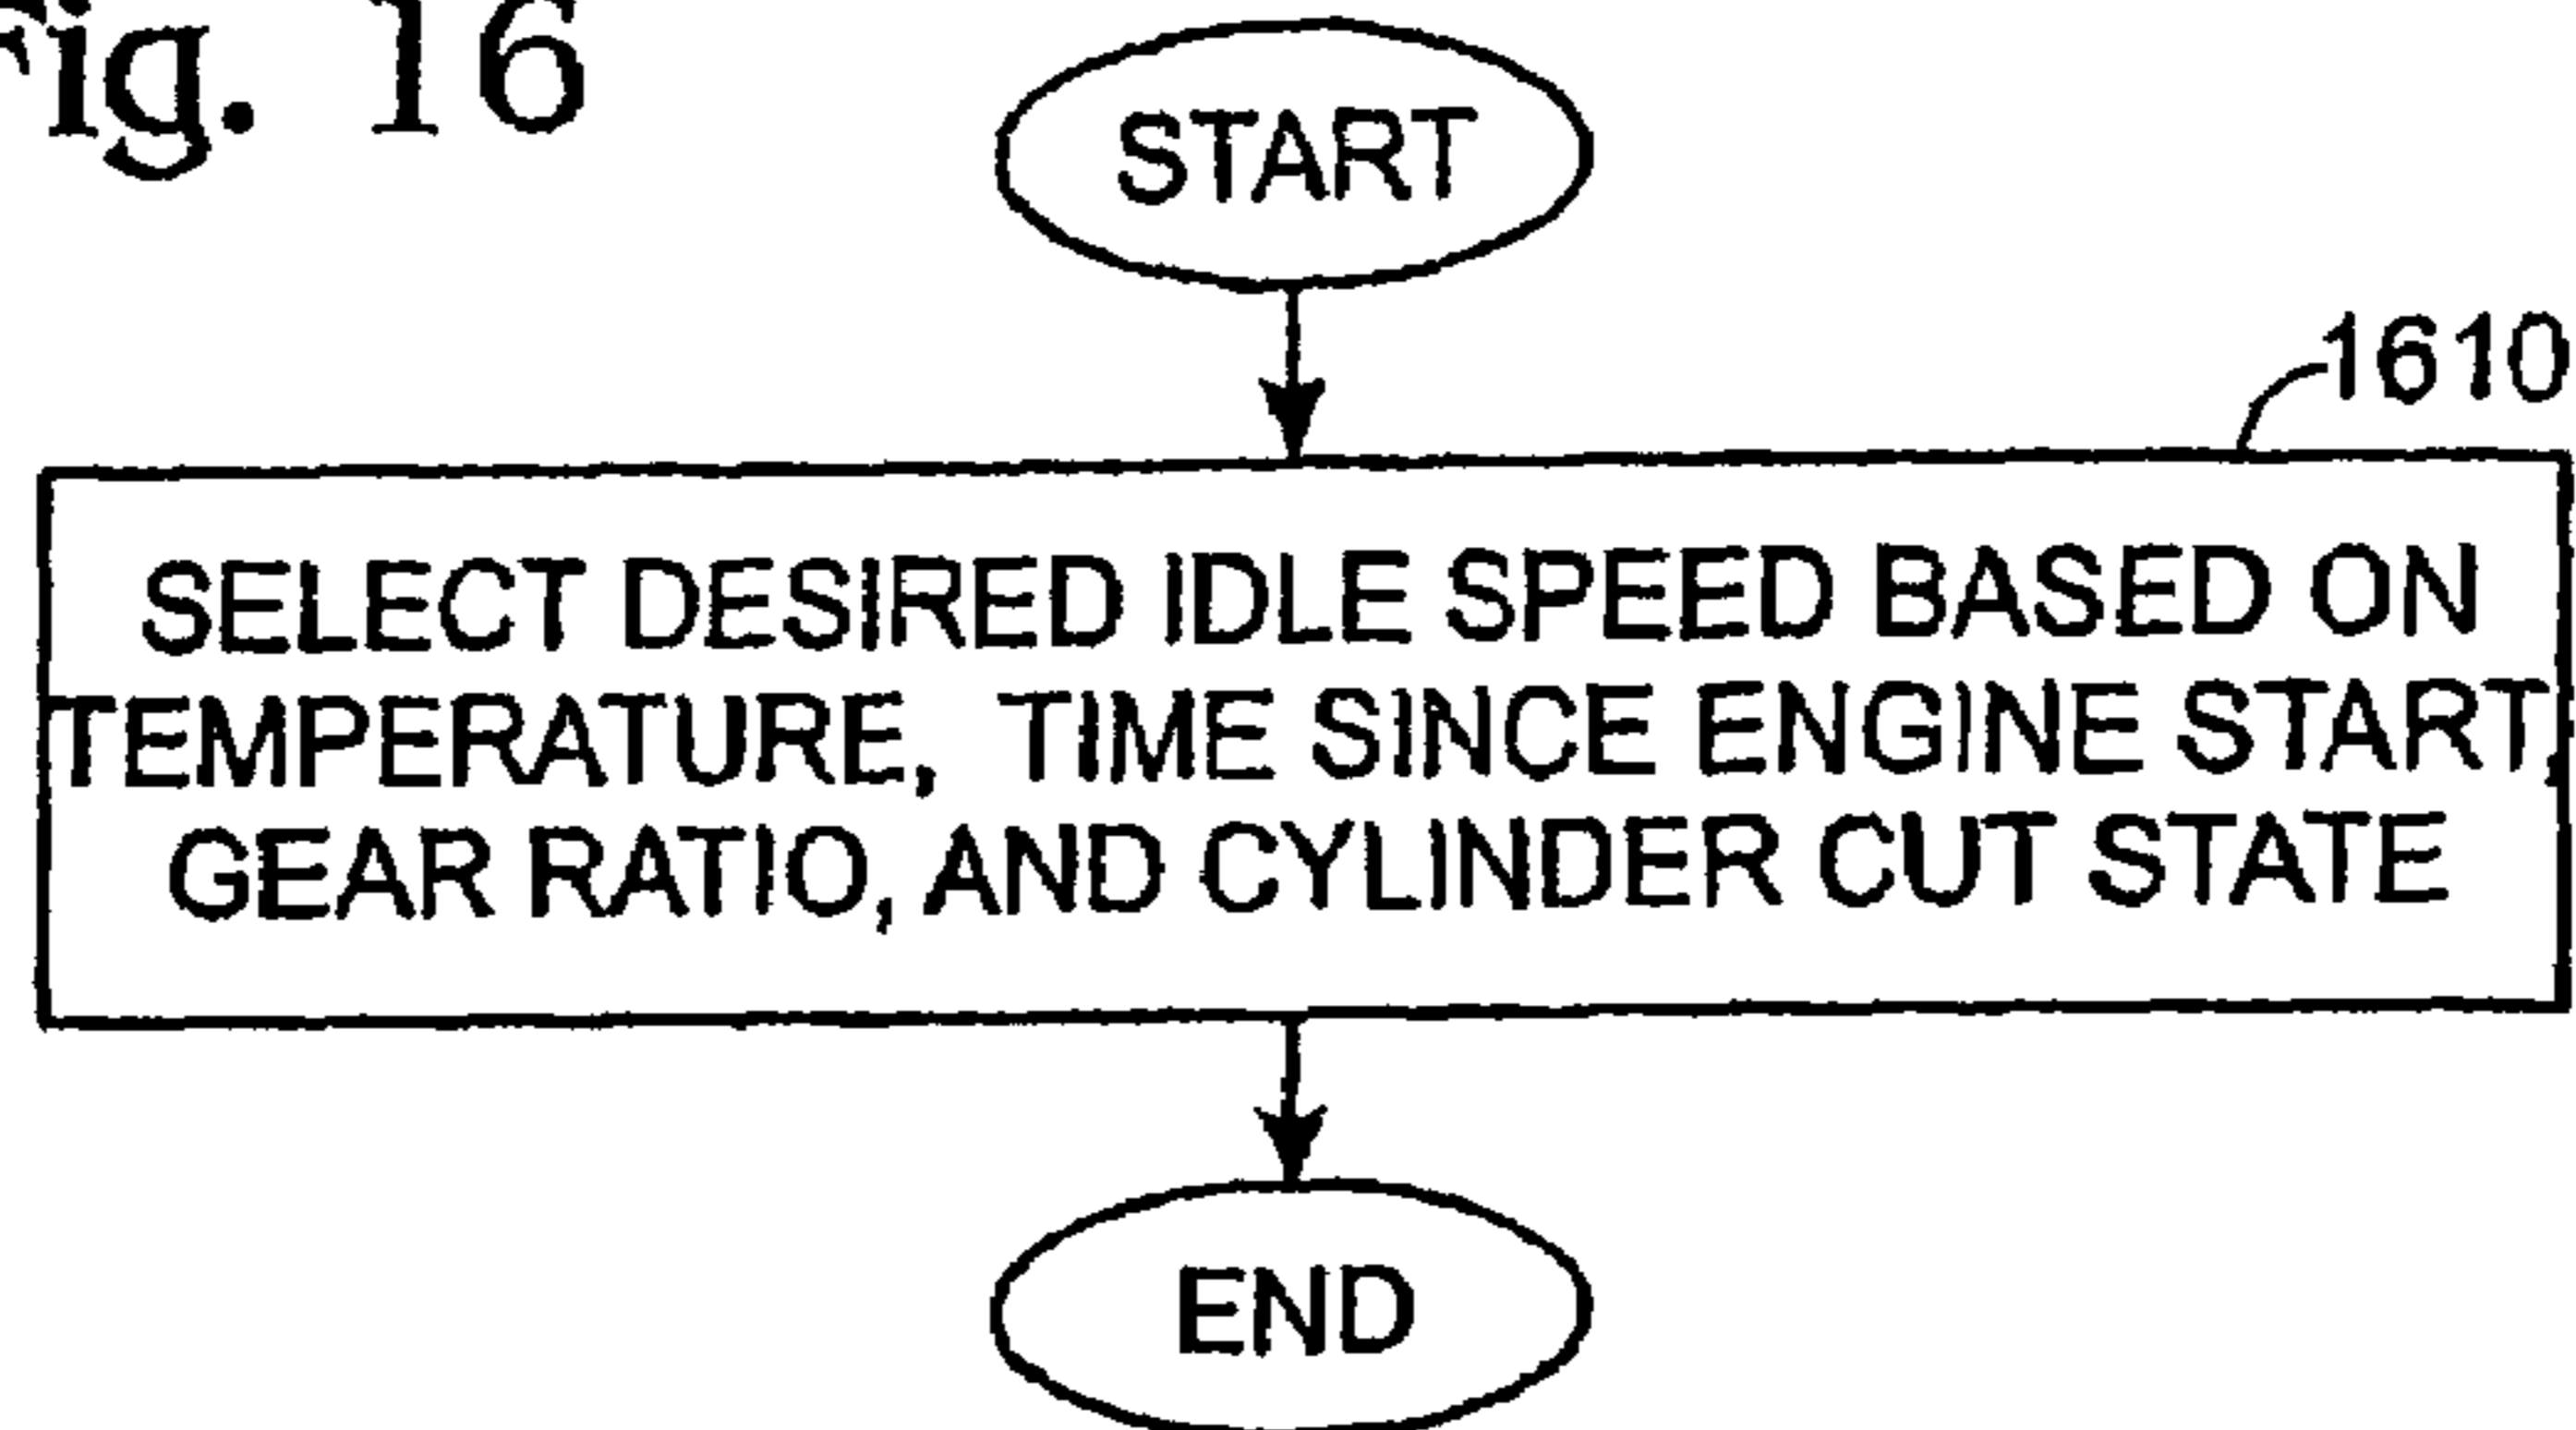 Fig. 16
START
1610
SELECT DESIRED IDLE SPEED BASED ON
TEMPERATURE, TIME SINCE ENGINE START,
GEAR RATIO, AND CYLINDER CUT STATE
END